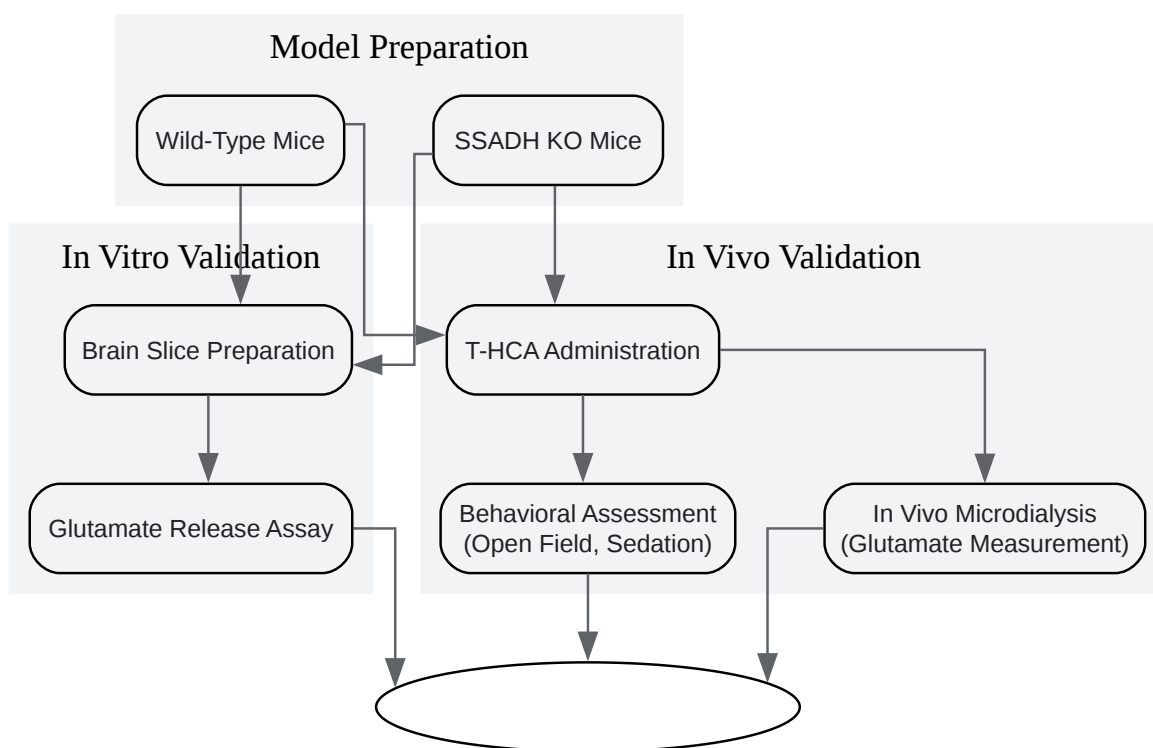 Model Preparation
Wild-Type Mice
SSADH KO Mice
In Vitro Validation
In Vivo Validation
Brain Slice Preparation
T-HCA Administration
Glutamate Release Assay
Behavioral Assessment
(Open Field, Sedation)
In Vivo Microdialysis
(Glutamate Measurement)